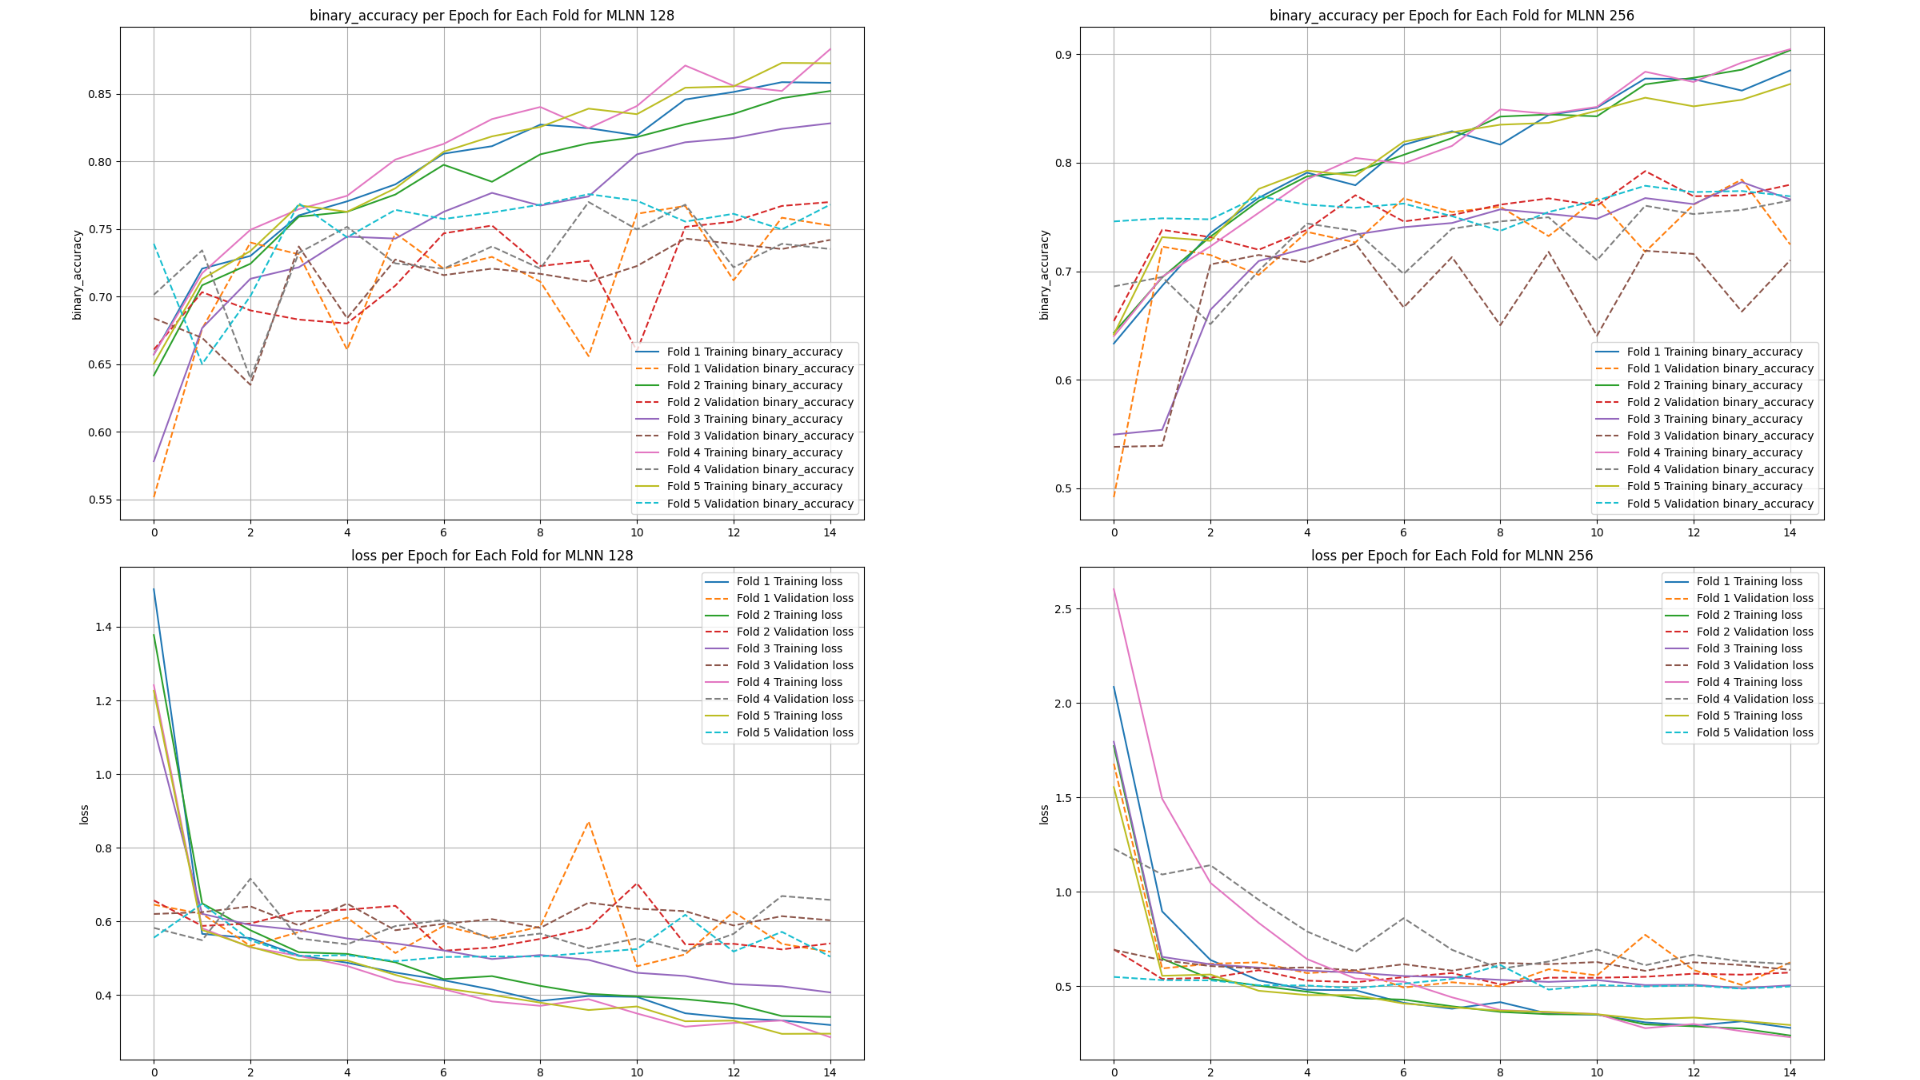 binary_accuracy per Epoch for Each Fold for MLNN 128
binary_accuracy
0.85
0.80
0.75
0.70
0.65
0.60
0.55
0 2 4 6 8 10 12 14
Fold 1 Training binary_accuracy
Fold 1 Validation binary_accuracy
Fold 2 Training binary_accuracy
Fold 2 Validation binary_accuracy
Fold 3 Training binary_accuracy
Fold 3 Validation binary_accuracy
Fold 4 Training binary_accuracy
Fold 4 Validation binary_accuracy
Fold 5 Training binary_accuracy
Fold 5 Validation binary_accuracy
binary_accuracy per Epoch for Each Fold for MLNN 256
binary_accuracy
0.9
0.8
0.7
0.6
0.5
0 2 4 6 8 10 12 14
Fold 1 Training binary_accuracy
Fold 1 Validation binary_accuracy
Fold 2 Training binary_accuracy
Fold 2 Validation binary_accuracy
Fold 3 Training binary_accuracy
Fold 3 Validation binary_accuracy
Fold 4 Training binary_accuracy
Fold 4 Validation binary_accuracy
Fold 5 Training binary_accuracy
Fold 5 Validation binary_accuracy
loss per Epoch for Each Fold for MLNN 128
loss
1.4
1.2
1.0
0.8
0.6
0.4
0 2 4 6 8 10 12 14
Fold 1 Training loss
Fold 1 Validation loss
Fold 2 Training loss
Fold 2 Validation loss
Fold 3 Training loss
Fold 3 Validation loss
Fold 4 Training loss
Fold 4 Validation loss
Fold 5 Training loss
Fold 5 Validation loss
loss per Epoch for Each Fold for MLNN 256
loss
2.5
2.0
1.5
1.0
0.5
0 2 4 6 8 10 12 14
Fold 1 Training loss
Fold 1 Validation loss
Fold 2 Training loss
Fold 2 Validation loss
Fold 3 Training loss
Fold 3 Validation loss
Fold 4 Training loss
Fold 4 Validation loss
Fold 5 Training loss
Fold 5 Validation loss